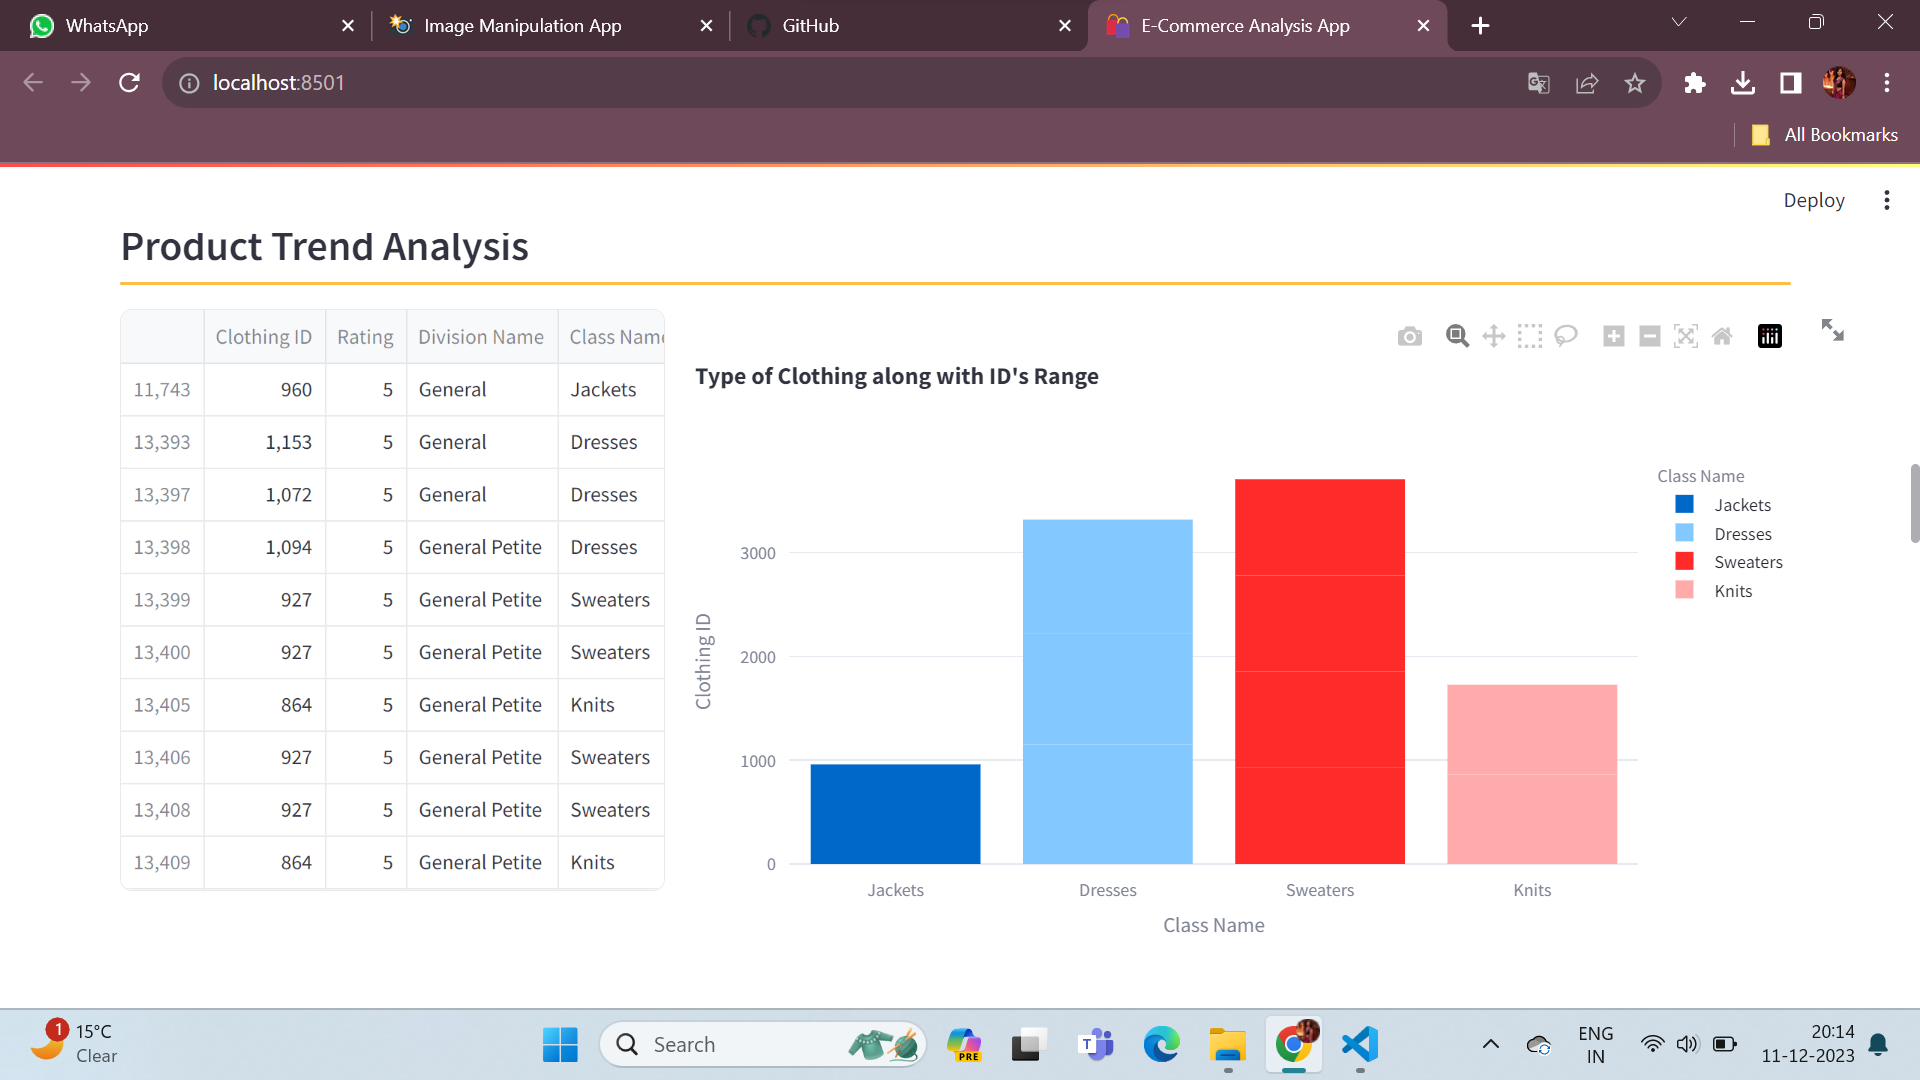 WhatsApp
Image Manipulation App
GitHub
E-Commerce Analysis App
localhost:8501
All Bookmarks
Deploy
Product Trend Analysis
Clothing ID Rating Division Name Class Name
11,743 960 5 General Jackets
13,393 1,153 5 General Dresses
13,397 1,072 5 General Dresses
13,398 1,094 5 General Petite Dresses
13,399 927 5 General Petite Sweaters
13,400 927 5 General Petite Sweaters
13,405 864 5 General Petite Knits
13,406 927 5 General Petite Sweaters
13,408 927 5 General Petite Sweaters
13,409 864 5 General Petite Knits
Type of Clothing along with ID's Range
Clothing ID
3000
2000
1000
0
Jackets Dresses Sweaters Knits
Class Name
Class Name
Jackets
Dresses
Sweaters
Knits
1
15°C
Clear
Search
PRE
T
ENG
IN
20:14
11-12-2023